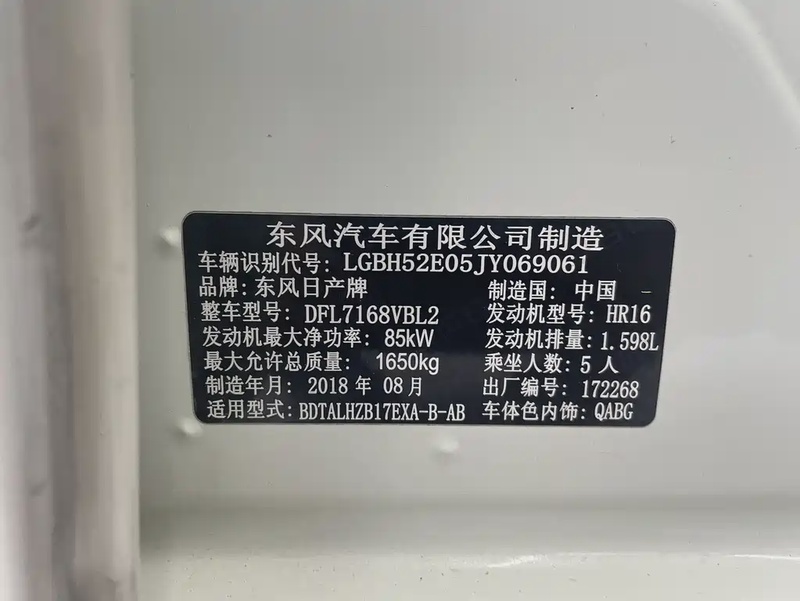 东风汽车有限公司制造
车辆识别代号: LGBH52E05JY069061
品牌: 东风日产牌 制造国: 中国
整车型号: DFL7168VBL2 发动机型号: HR16
发动机最大净功率: 85kW 发动机排量: 1.598L
最大允许总质量: 1650kg 乘坐人数: 5 人
制造年月: 2018 年 08 月 出厂编号: 172268
适用型式: BDTALHZB17EXA-B-AB 车体色内饰: QABG